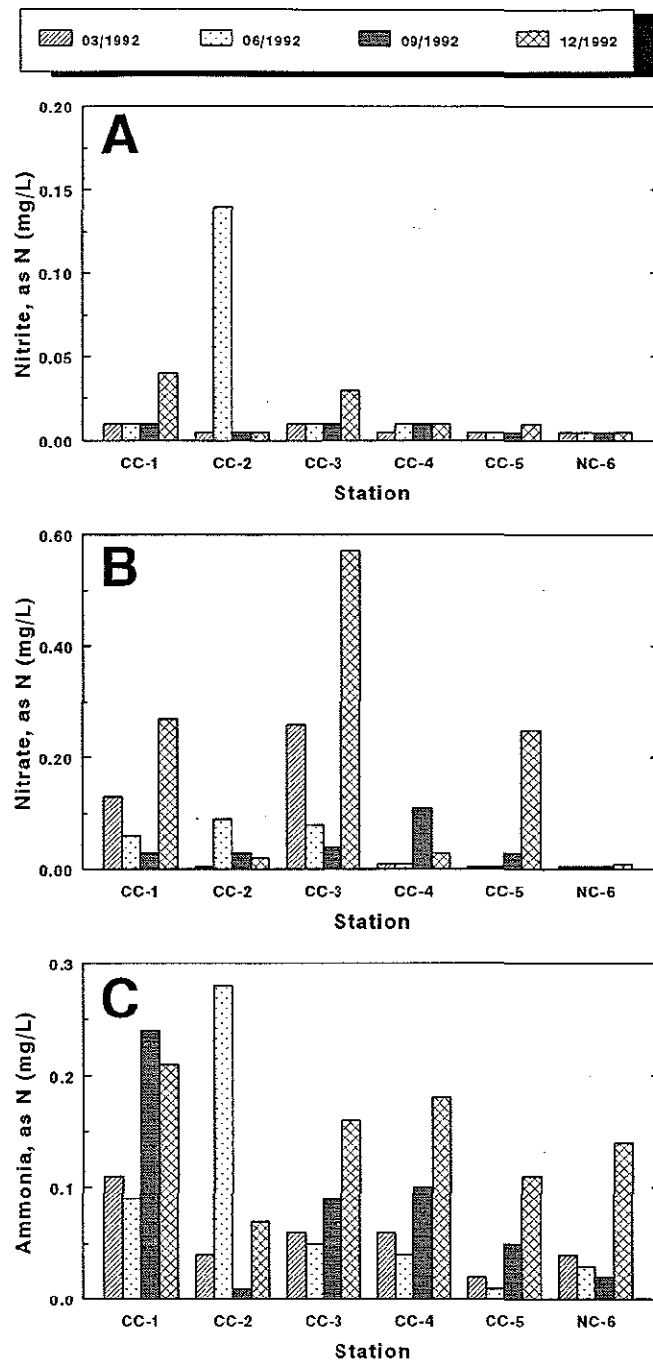 03/1992 06/1992 09/1992 12/1992
A
Nitrite, as N (mg/L)
0.20
0.15
0.10
0.05
0.00
CC-1 CC-2 CC-3 CC-4 CC-5 NC-6
Station
B
Nitrate, as N (mg/L)
0.60
0.40
0.20
0.00
CC-1 CC-2 CC-3 CC-4 CC-5 NC-6
Station
C
Ammonia, as N (mg/L)
0.3
0.2
0.1
0.0
CC-1 CC-2 CC-3 CC-4 CC-5 NC-6
Station